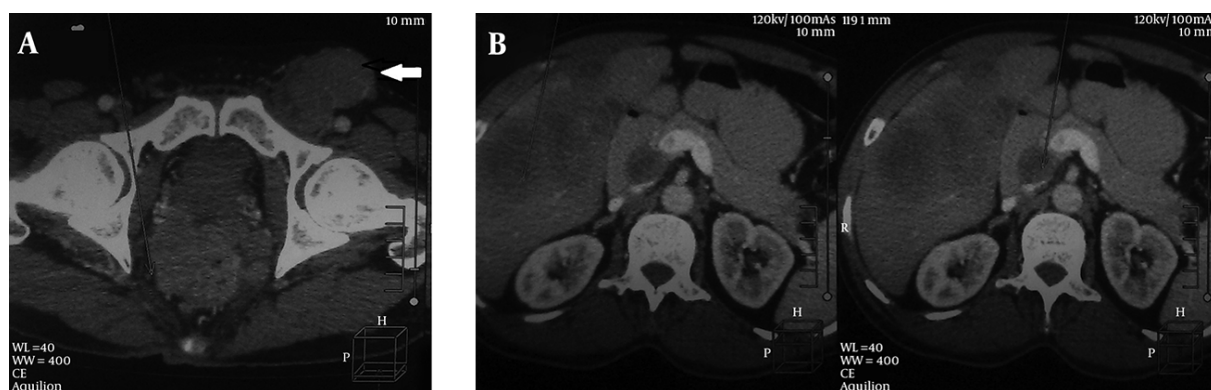 A
10 mm
H
P
WL =40
WW = 400
CE
Aquilion
B
120kv/100mAs
10 mm
H
P
1191 mm
120kv/100mAs
10 mm
R
WL =40
WW = 400
CE
Aquilion
H
P